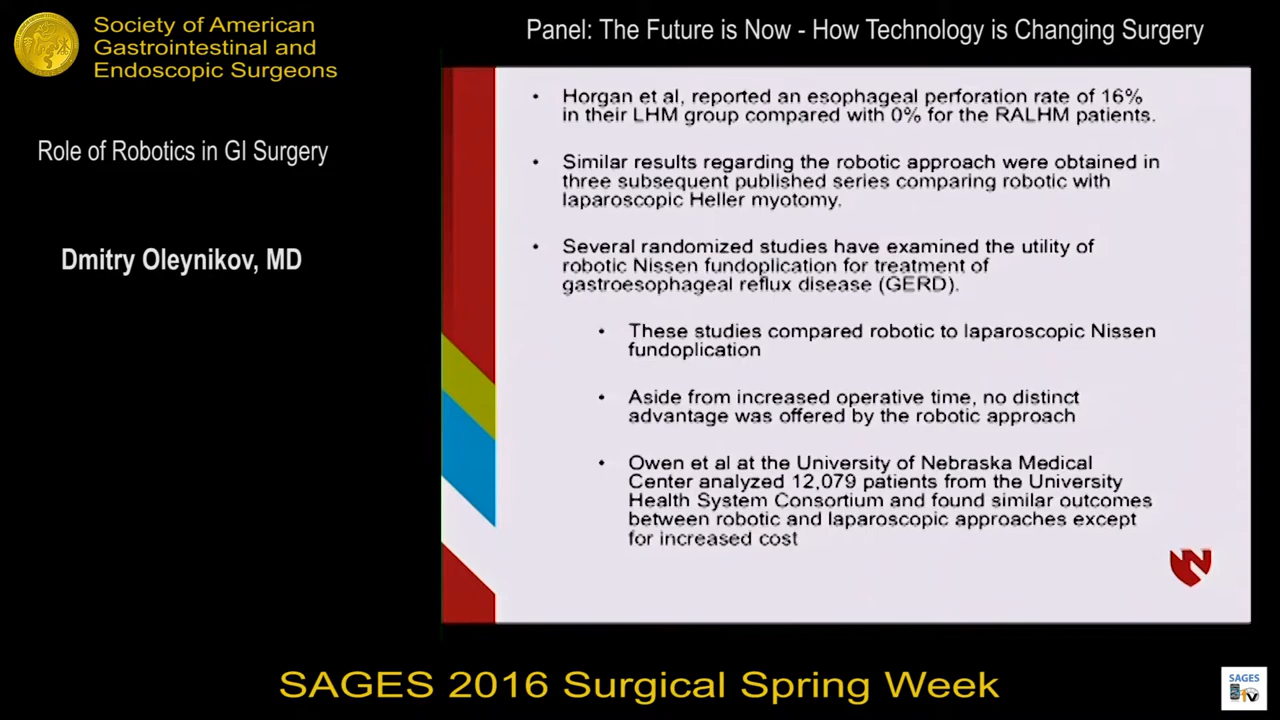 Society of American
Gastrointestinal and
Endoscopic Surgeons
Panel: The Future is Now - How Technology is Changing Surgery
Role of Robotics in GI Surgery
Dmitry Oleynikov, MD
• Horgan et al, reported an esophageal perforation rate of 16%
in their LHM group compared with 0% for the RALHM patients.
• Similar results regarding the robotic approach were obtained in
three subsequent published series comparing robotic with
laparoscopic Heller myotomy.
• Several randomized studies have examined the utility of
robotic Nissen fundoplication for treatment of
gastroesophageal reflux disease (GERD).
• These studies compared robotic to laparoscopic Nissen
fundoplication
• Aside from increased operative time, no distinct
advantage was offered by the robotic approach
• Owen et al at the University of Nebraska Medical
Center analyzed 12,079 patients from the University
Health System Consortium and found similar outcomes
between robotic and laparoscopic approaches except
for increased cost
N
SAGES 2016 Surgical Spring Week
SAGES
TV